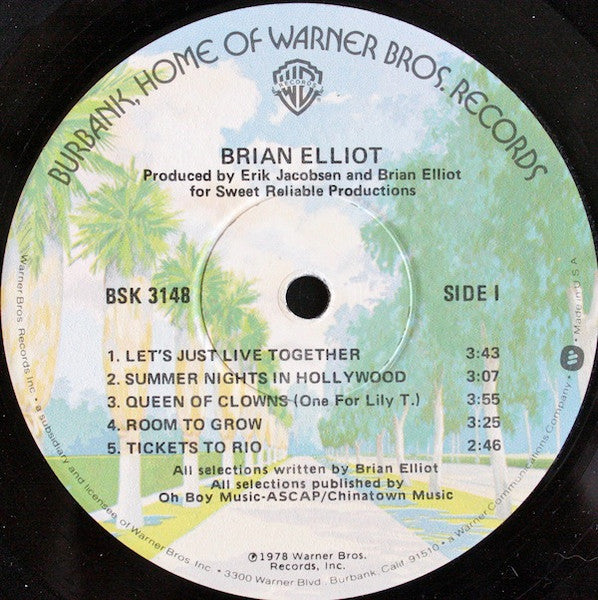 BURBANK, HOME OF WARNER BROS. RECORDS
WB
RECORDS
BRIAN ELLIOT
Produced by Erik Jacobsen and Brian Elliot
for Sweet Reliable Productions
BSK 3148
SIDE I
1. LET'S JUST LIVE TOGETHER 3:43
2. SUMMER NIGHTS IN HOLLYWOOD 3:07
3. QUEEN OF CLOWNS (One For Lily T.) 3:55
4. ROOM TO GROW 3:25
5. TICKETS TO RIO 2:46
All selections written by Brian Elliot
All selections published by
Oh Boy Music-ASCAP/Chinatown Music
℗1978 Warner Bros.
Records, Inc.
Warner Bros. Records Inc. • a subsidiary and licensee of Warner Bros. Inc. • 3300 Warner Blvd., Burbank, Calif. 91510 • a Warner Communications Company • Made in U.S.A.